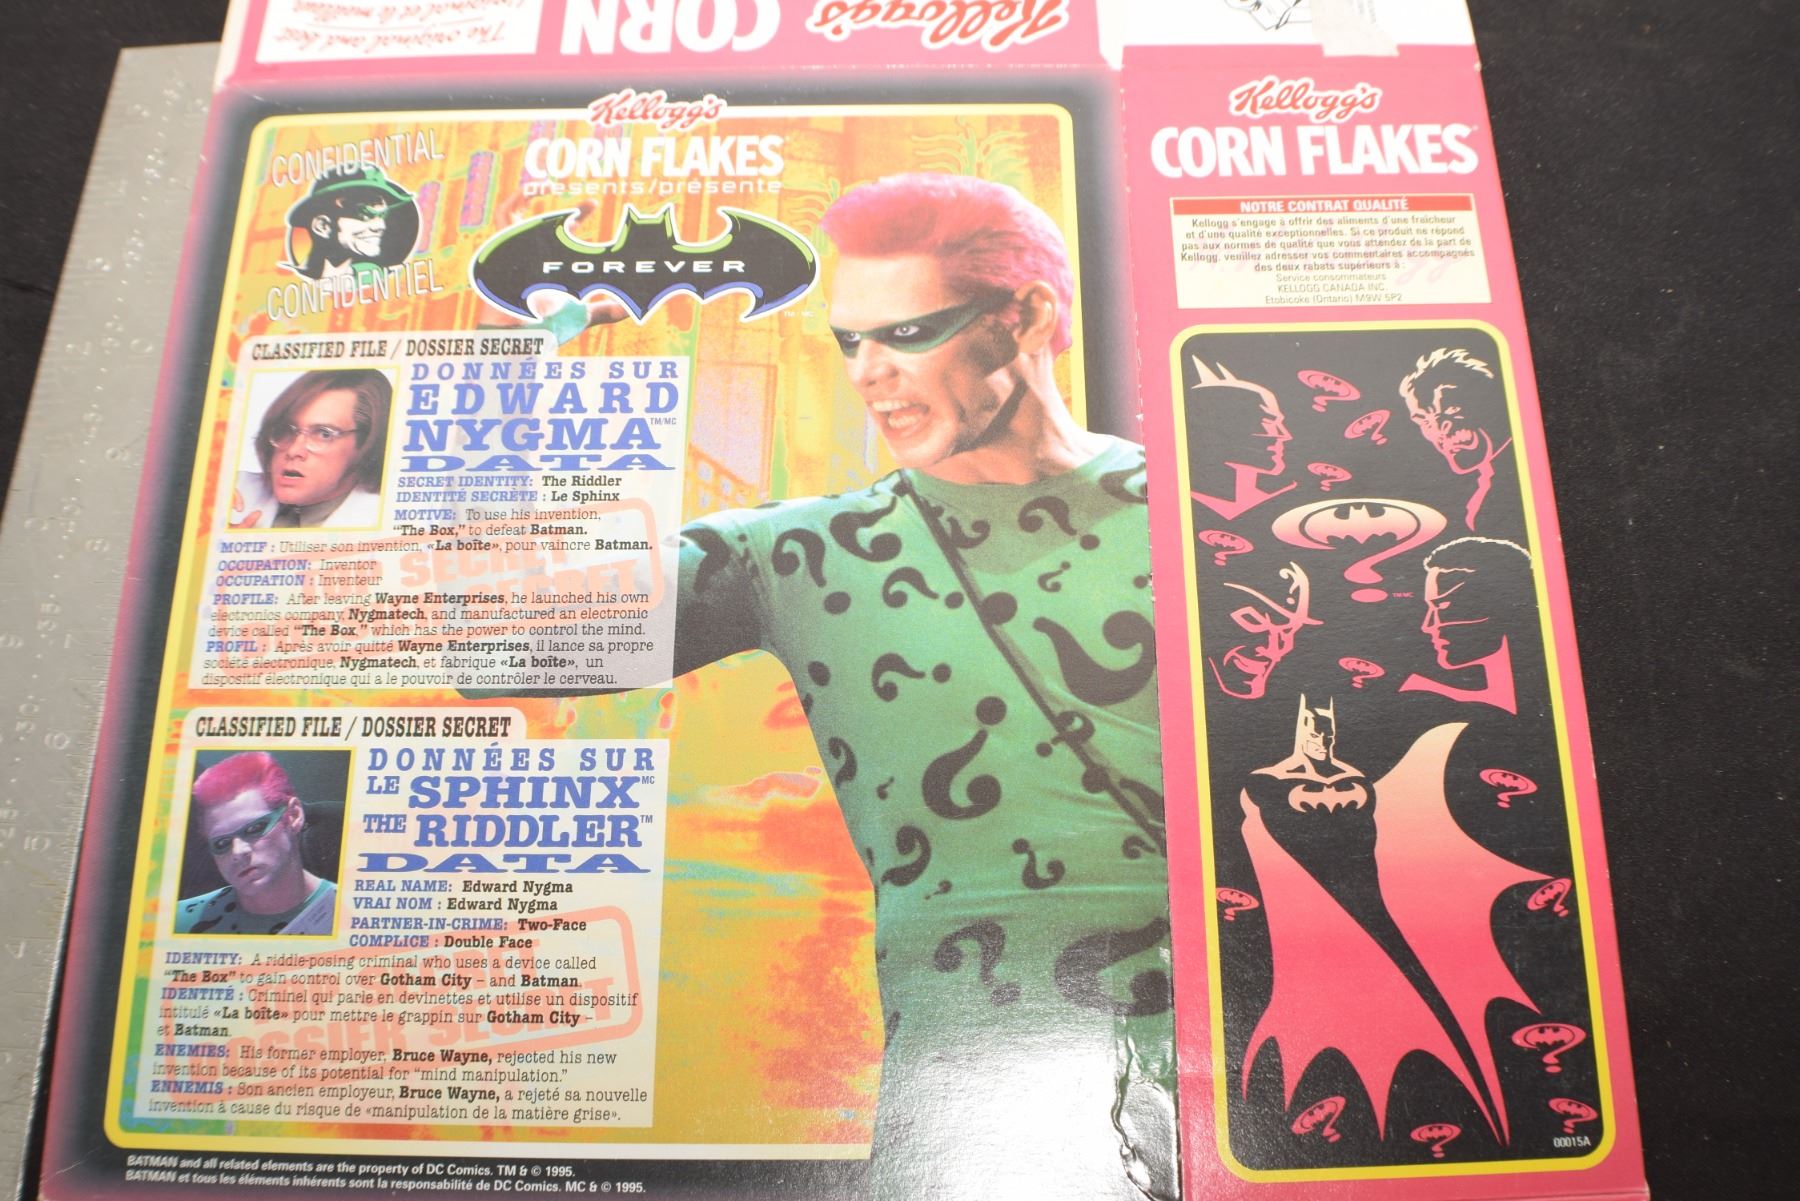 The original and best
L'original et le meilleur
CORN
Kellogg's
Kellogg's
CORN FLAKES
presents/présente
FOREVER
TM/MC
CONFIDENTIAL
CONFIDENTIEL
CLASSIFIED FILE / DOSSIER SECRET
DONNÉES SUR
EDWARD
NYGMA TM/MC
DATA
SECRET IDENTITY: The Riddler
IDENTITÉ SECRÈTE : Le Sphinx
MOTIVE: To use his invention,
"The Box," to defeat Batman.
MOTIF : Utiliser son invention, «La boîte», pour vaincre Batman.
OCCUPATION: Inventor
OCCUPATION : Inventeur
PROFILE: After leaving Wayne Enterprises, he launched his own
electronics company, Nygmatech, and manufactured an electronic
device called "The Box," which has the power to control the mind.
PROFIL : Après avoir quitté Wayne Enterprises, il lance sa propre
société électronique, Nygmatech, et fabrique «La boîte», un
dispositif électronique qui a le pouvoir de contrôler le cerveau.
CLASSIFIED FILE / DOSSIER SECRET
DONNÉES SUR
LE SPHINX MC
THE RIDDLER TM
DATA
REAL NAME: Edward Nygma
VRAI NOM : Edward Nygma
PARTNER-IN-CRIME: Two-Face
COMPLICE : Double Face
IDENTITY: A riddle-posing criminal who uses a device called
"The Box" to gain control over Gotham City – and Batman.
IDENTITÉ : Criminel qui parle en devinettes et utilise un dispositif
intitulé «La boîte» pour mettre le grappin sur Gotham City –
et Batman.
ENEMIES: His former employer, Bruce Wayne, rejected his new
invention because of its potential for "mind manipulation."
ENNEMIS : Son ancien employeur, Bruce Wayne, a rejeté sa nouvelle
invention à cause du risque de «manipulation de la matière grise».
BATMAN and all related elements are the property of DC Comics. TM & © 1995.
BATMAN et tous les éléments inhérents sont la responsabilité de DC Comics. MC & © 1995.
Kellogg's
CORN FLAKES
NOTRE CONTRAT QUALITÉ
Kellogg s'engage à offrir des aliments d'une fraîcheur
et d'une qualité exceptionnelles. Si ce produit ne répond
pas aux normes de qualité que vous attendez de la part de
Kellogg, veuillez adresser vos commentaires accompagnés
des deux rabats supérieurs à :
Service consommateurs
KELLOGG CANADA INC.
Etobicoke (Ontario) M9W 5P2
TM/MC
00015A